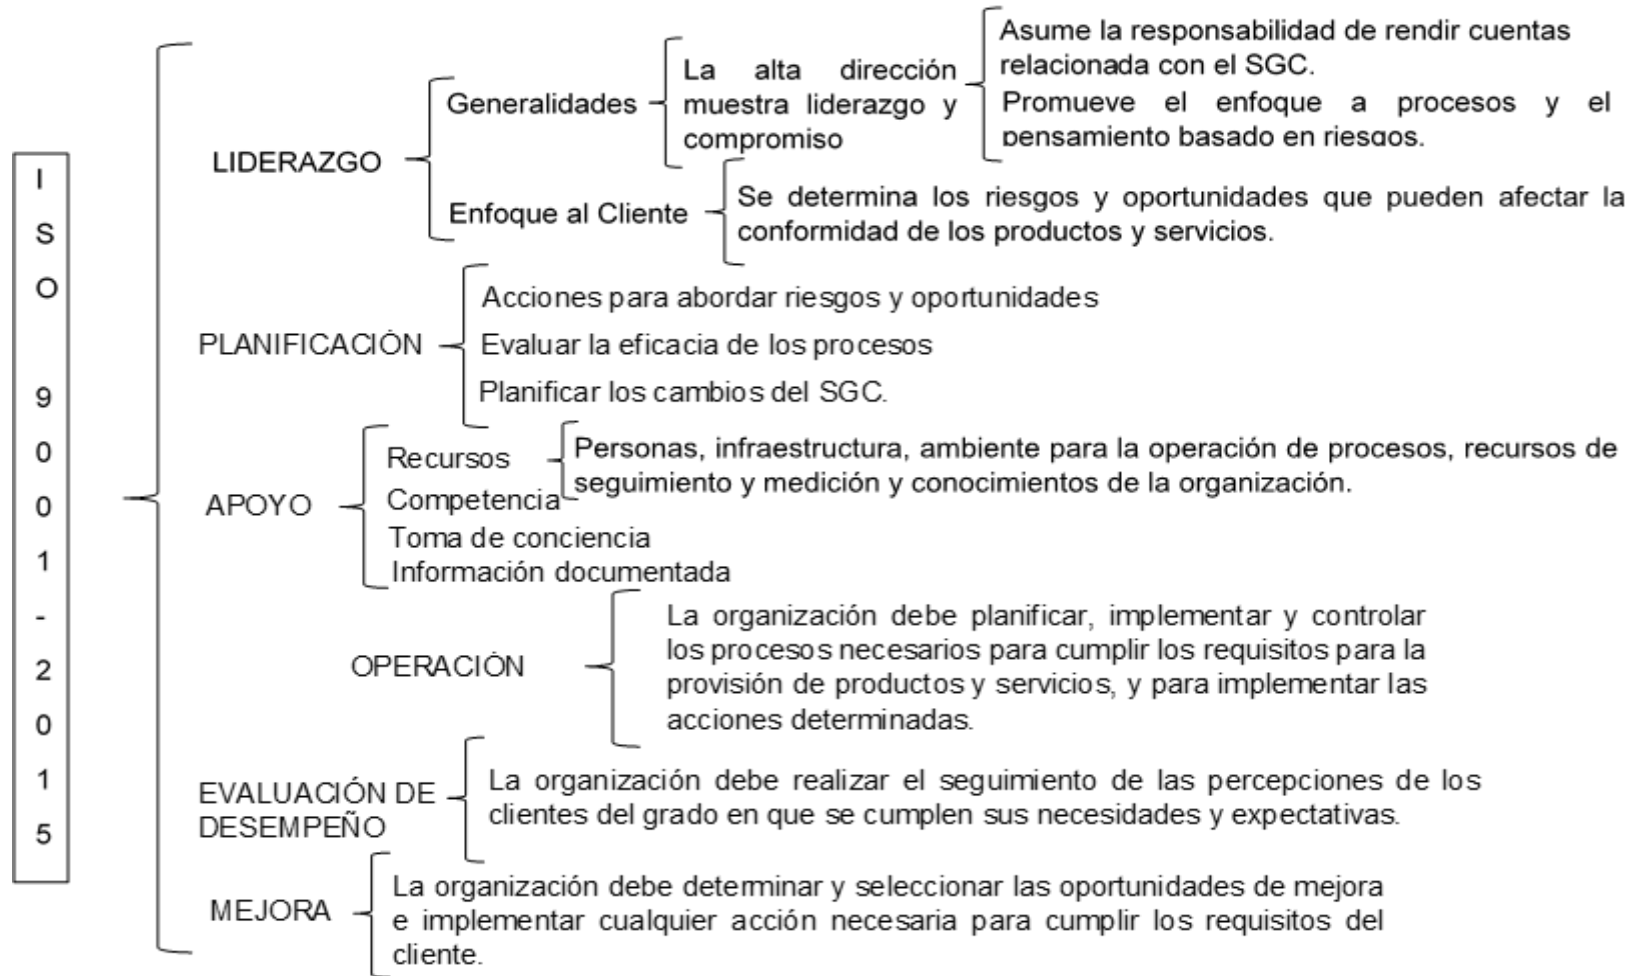 ISO 9001-2015
LIDERAZGO
Generalidades
La alta dirección
muestra liderazgo y
compromiso
Asume la responsabilidad de rendir cuentas
relacionada con el SGC.
Promueve el enfoque a procesos y el
pensamiento basado en riesgos.
Enfoque al Cliente
Se determina los riesgos y oportunidades que pueden afectar la
conformidad de los productos y servicios.
PLANIFICACIÓN
Acciones para abordar riesgos y oportunidades
Evaluar la eficacia de los procesos
Planificar los cambios del SGC.
APOYO
Recursos
Personas, infraestructura, ambiente para la operación de procesos, recursos de
seguimiento y medición y conocimientos de la organización.
Competencia
Toma de conciencia
Información documentada
OPERACIÓN
La organización debe planificar, implementar y controlar
los procesos necesarios para cumplir los requisitos para la
provisión de productos y servicios, y para implementar las
acciones determinadas.
EVALUACIÓN DE
DESEMPEÑO
La organización debe realizar el seguimiento de las percepciones de los
clientes del grado en que se cumplen sus necesidades y expectativas.
MEJORA
La organización debe determinar y seleccionar las oportunidades de mejora
e implementar cualquier acción necesaria para cumplir los requisitos del
cliente.